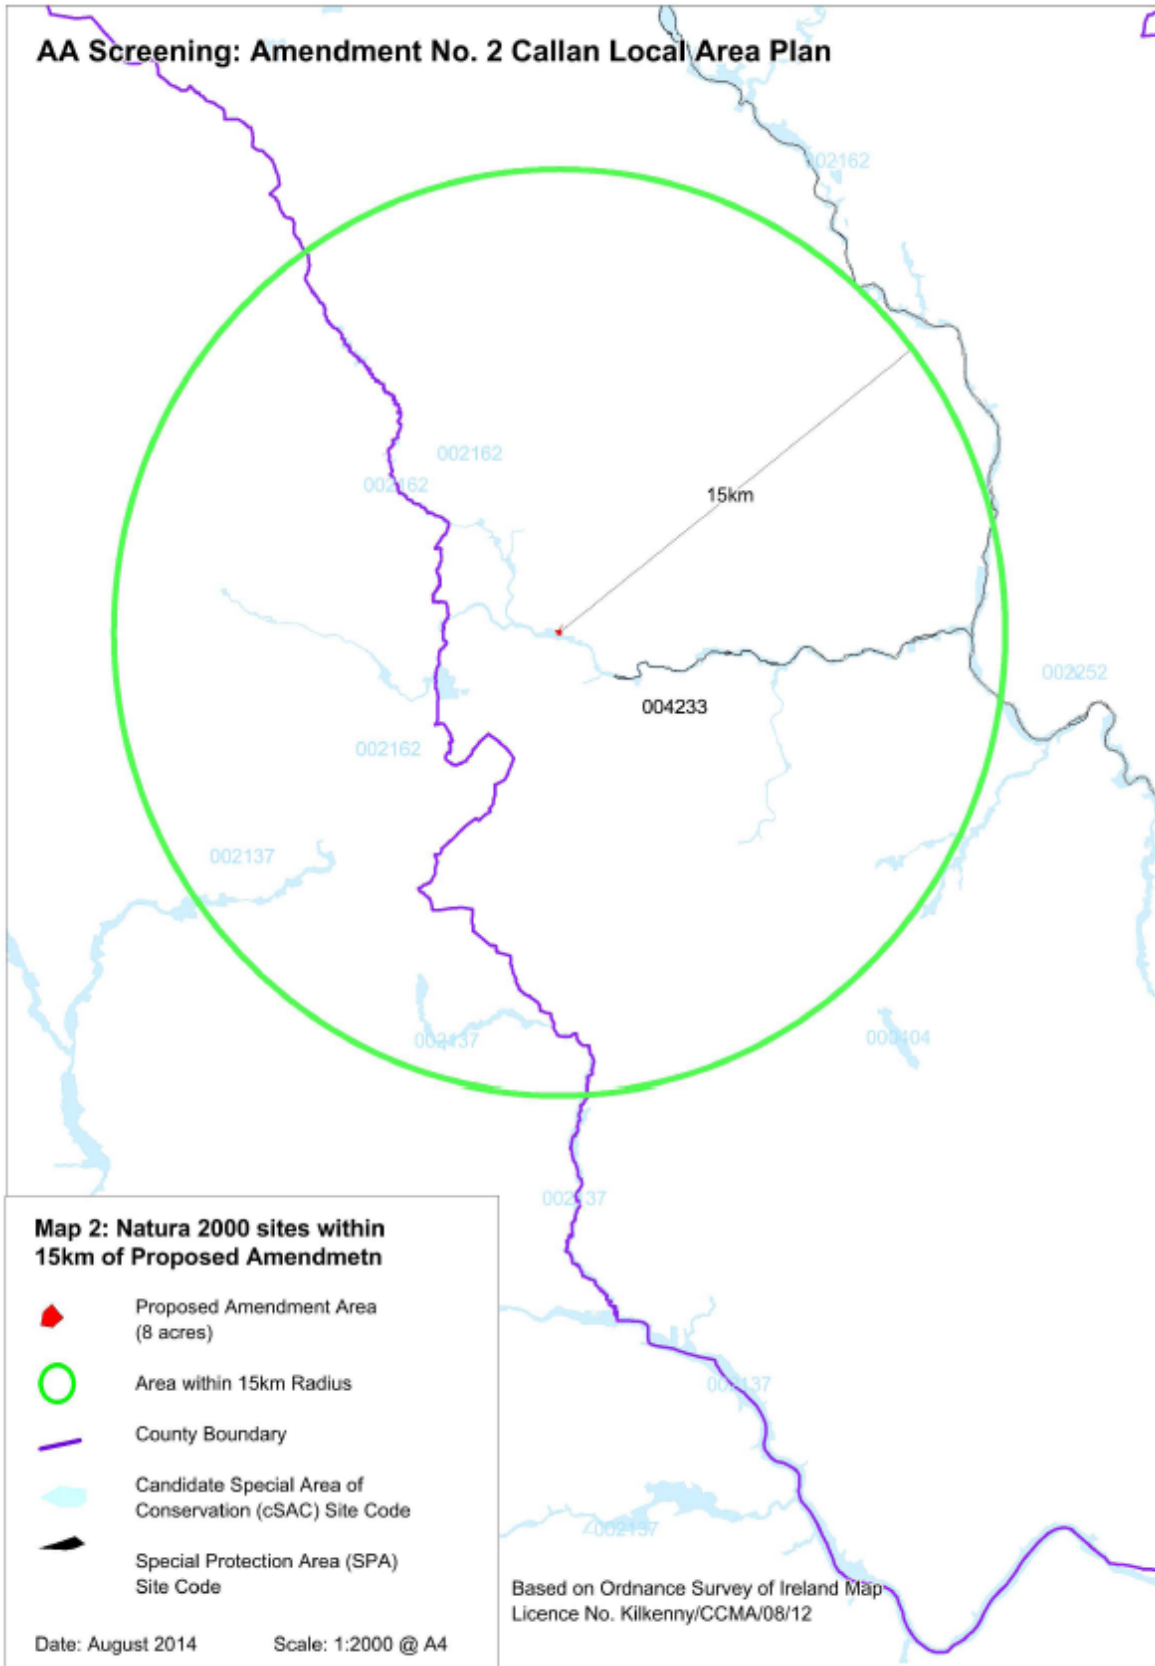 AA Screening: Amendment No. 2 Callan Local Area Plan
002162
002162
002162
15km
002252
004233
002162
002137
002137
000404
002137
002137
002137
Map 2: Natura 2000 sites within
15km of Proposed Amendmetn
Proposed Amendment Area
(8 acres)
Area within 15km Radius
County Boundary
Candidate Special Area of
Conservation (cSAC) Site Code
Special Protection Area (SPA)
Site Code
Date: August 2014 Scale: 1:2000 @ A4
Based on Ordnance Survey of Ireland Map
Licence No. Kilkenny/CCMA/08/12